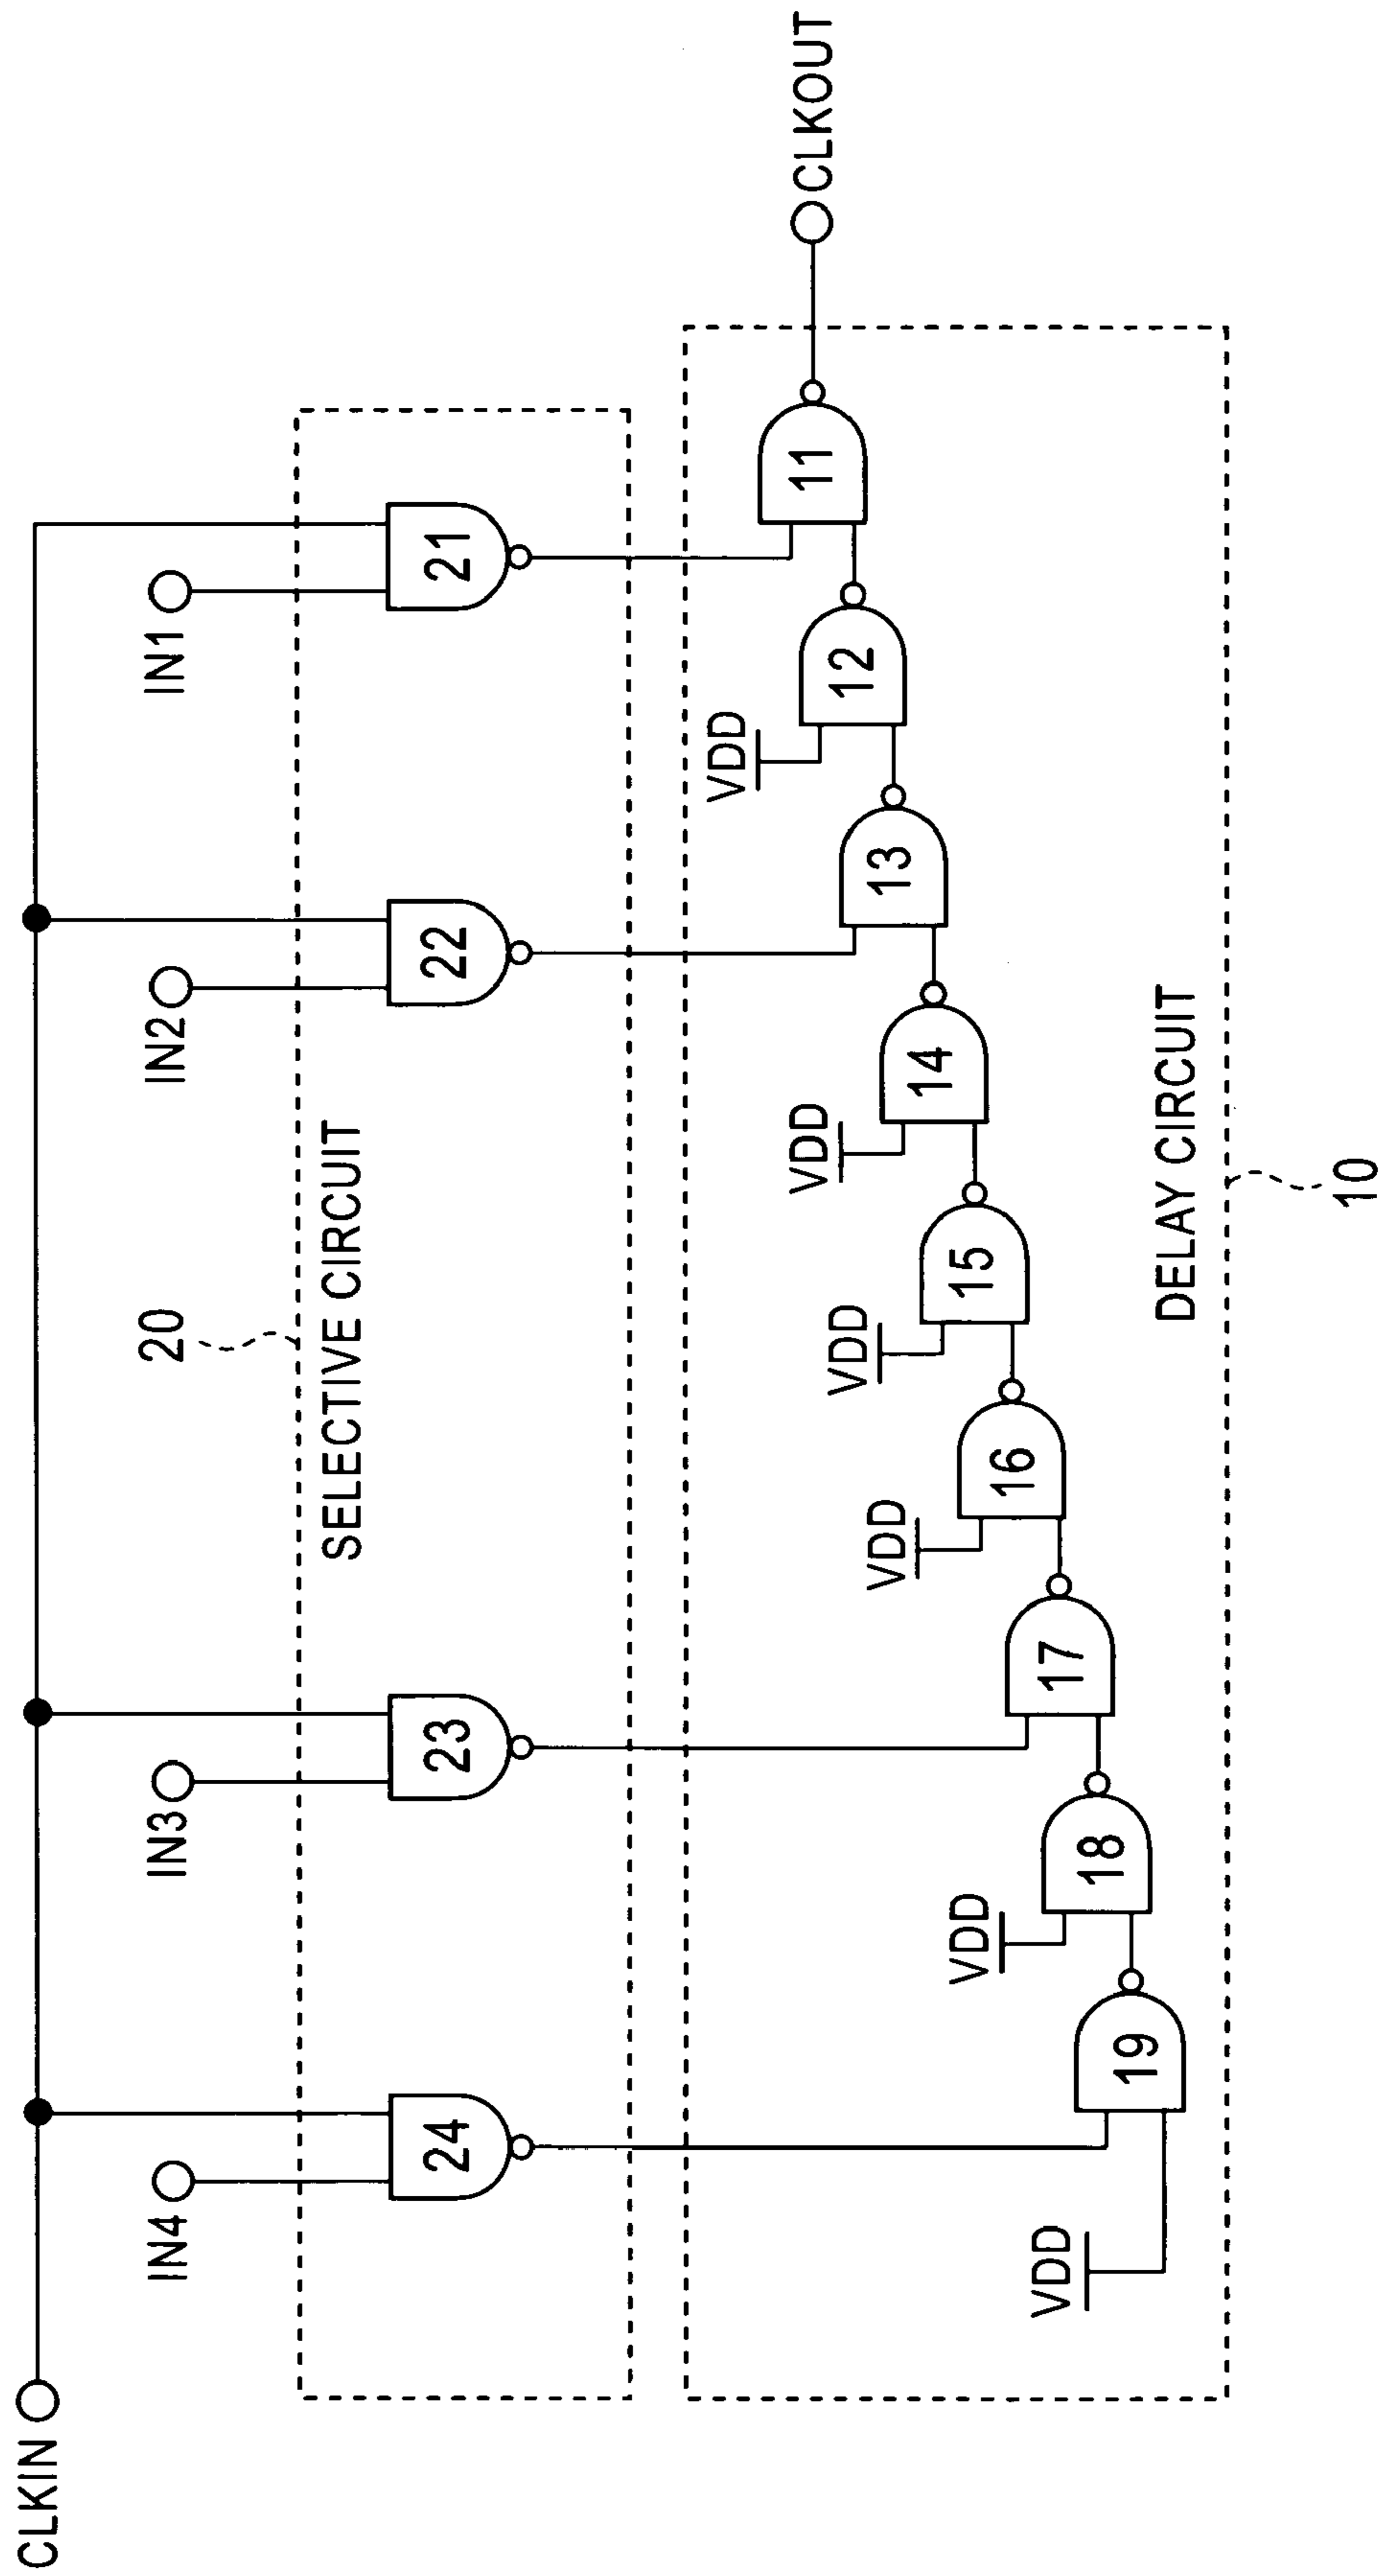 CLKIN
IN4
IN3
IN2
IN1
20
SELECTIVE CIRCUIT
24
23
22
21
VDD
19
VDD
18
17
VDD
16
VDD
15
VDD
14
13
VDD
12
11
CLKOUT
DELAY CIRCUIT
10